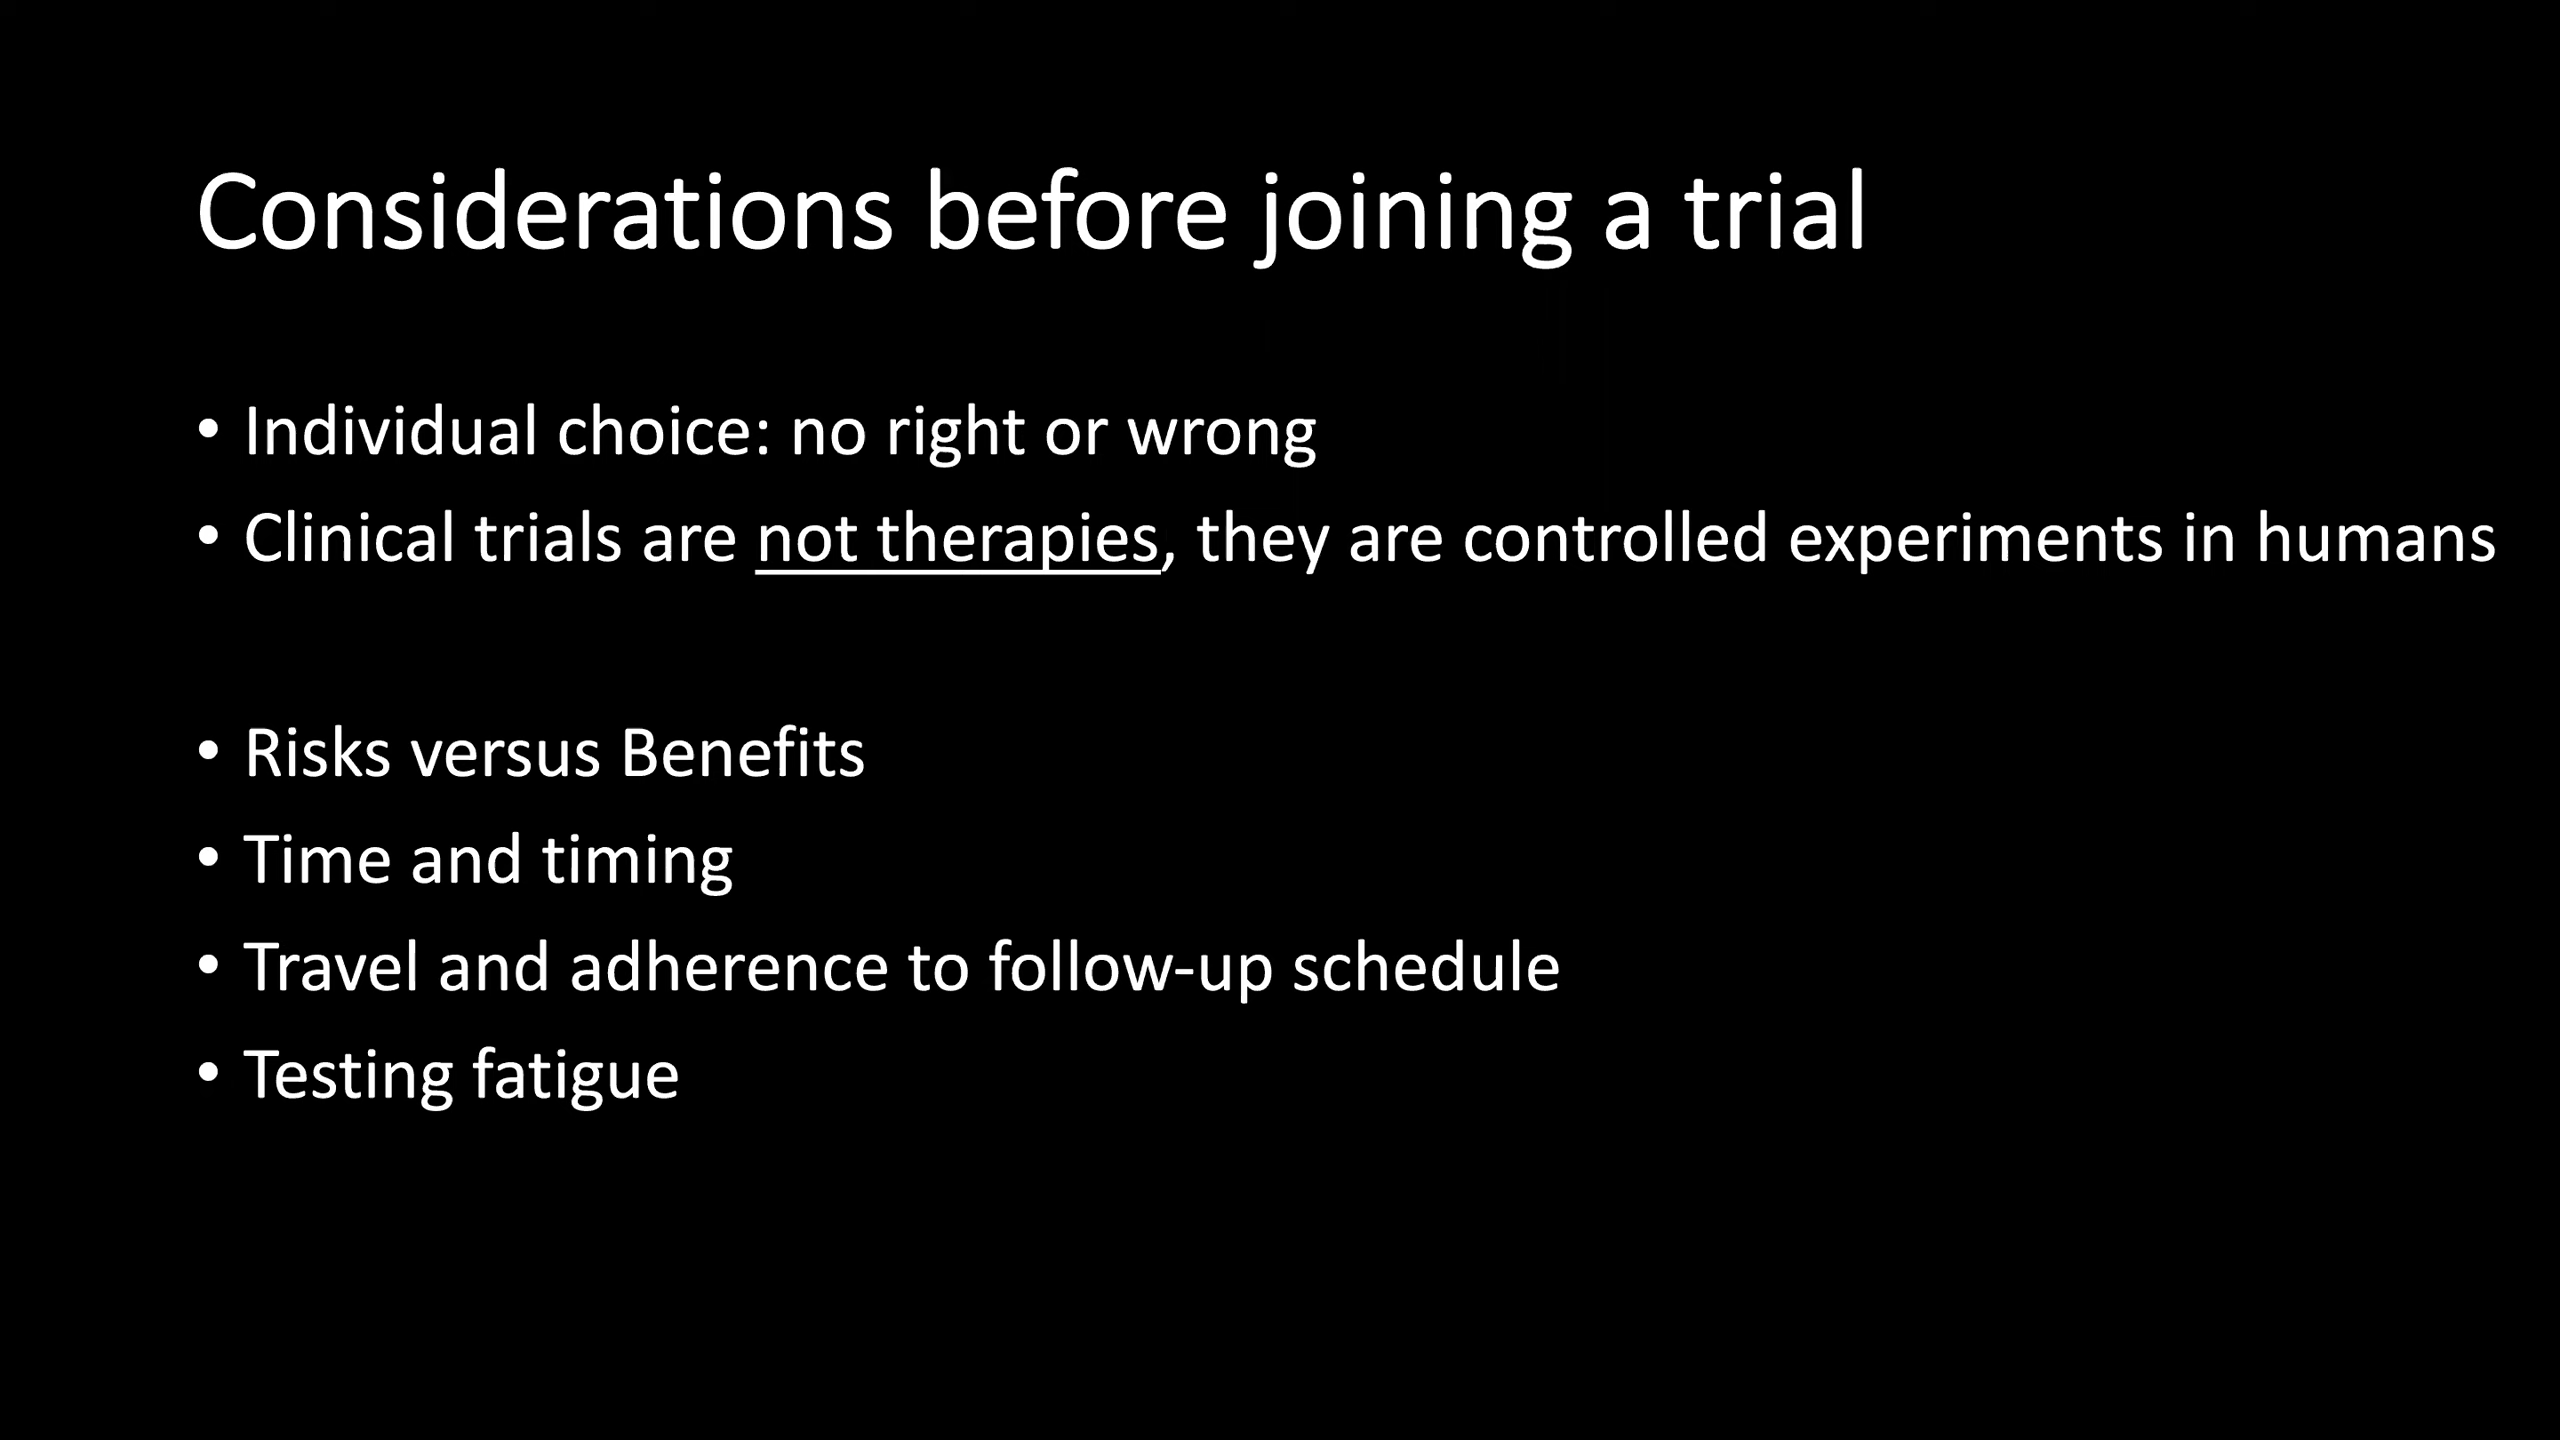 Considerations before joining a trial
• Individual choice: no right or wrong
• Clinical trials are not therapies, they are controlled experiments in humans
• Risks versus Benefits
• Time and timing
• Travel and adherence to follow-up schedule
• Testing fatigue